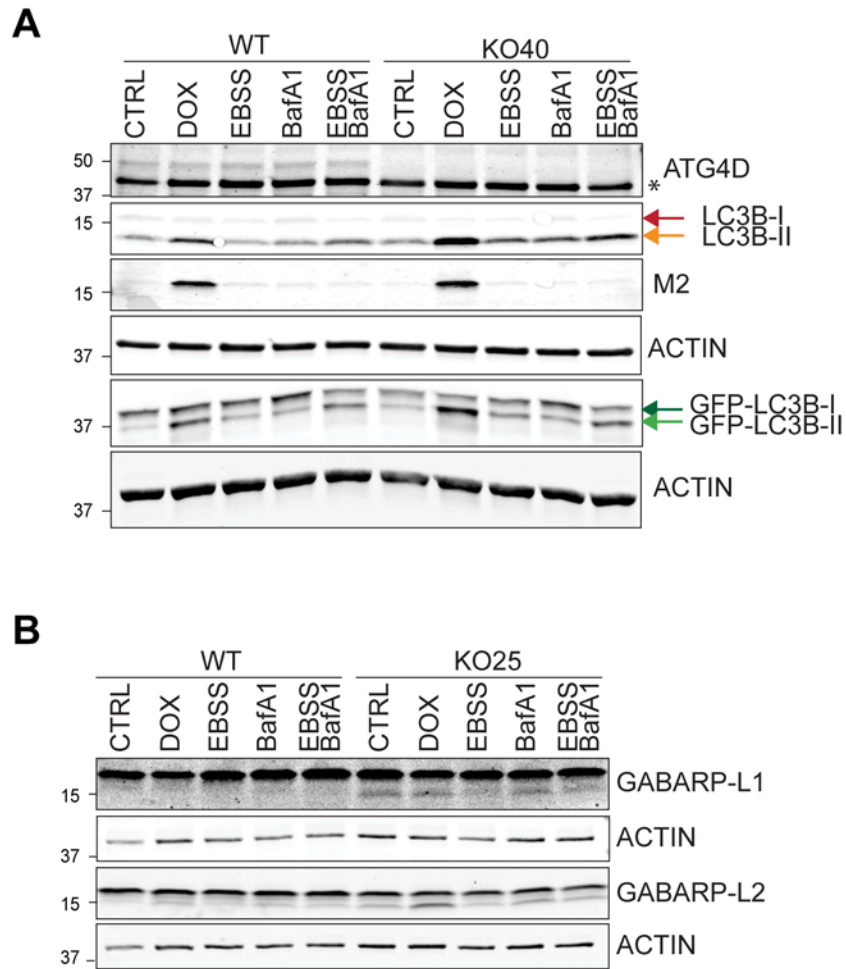 A
WT KO40
CTRL DOX EBSS BafA1 EBSS BafA1 CTRL DOX EBSS BafA1 EBSS BafA1
50
ATG4D
37
*
15
LC3B-I
LC3B-II
15
M2
37
ACTIN
GFP-LC3B-I
37
GFP-LC3B-II
37
ACTIN
B
WT KO25
CTRL DOX EBSS BafA1 EBSS BafA1 CTRL DOX EBSS BafA1 EBSS BafA1
15
GABARP-L1
37
ACTIN
15
GABARP-L2
37
ACTIN